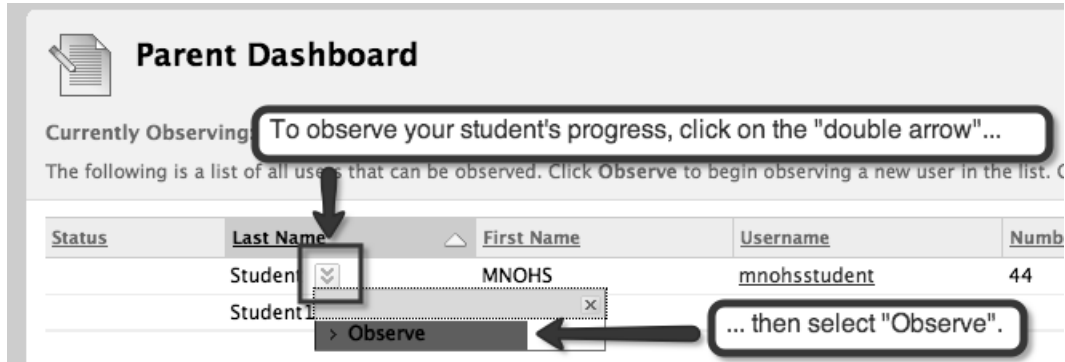 Parent Dashboard
To observe your student's progress, click on the "double arrow"...
Currently Observing:
The following is a list of all users that can be observed. Click Observe to begin observing a new user in the list.
Status Last Name First Name Username Numb
Student MNOHS mnohsstudent 44
Student1
> Observe
... then select "Observe".